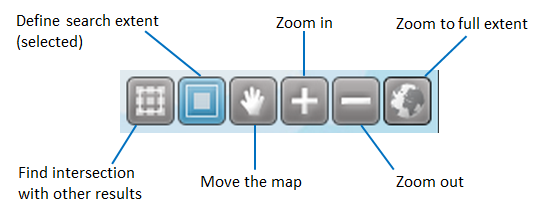 Define search extent
(selected)
Zoom in
Zoom to full extent
Find intersection
with other results
Move the map
Zoom out